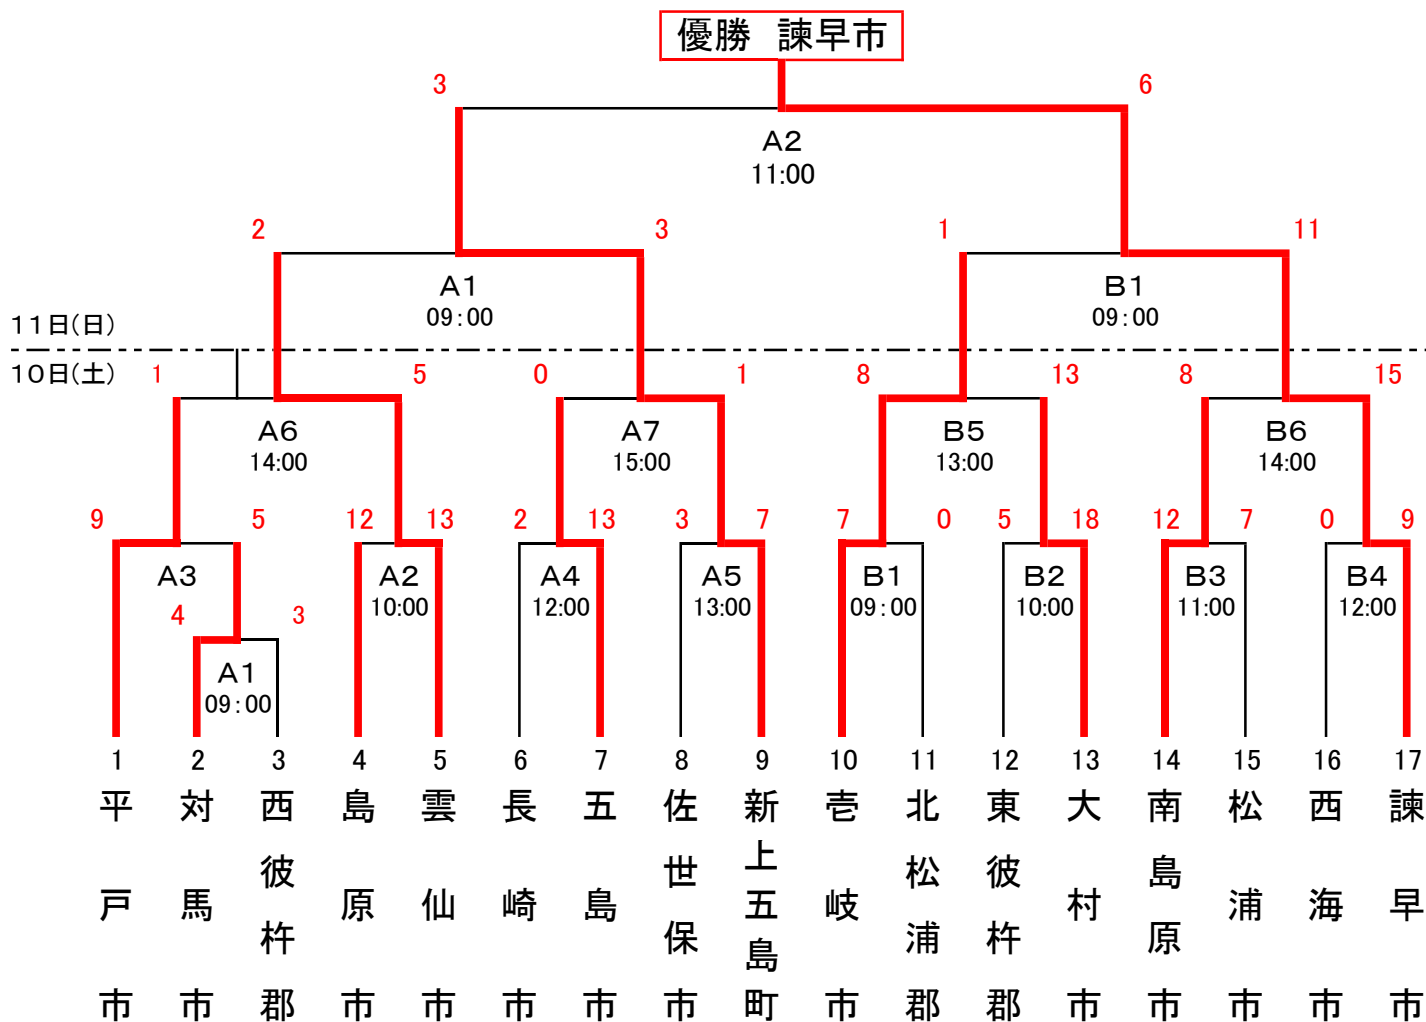 優勝 諫早市
3 6
A2
11:00
2 3 1 11
A1 B1
09:00 09:00
11日(日)
10日(土)
1 5 0 1 8 13 8 15
A6 A7 B5 B6
14:00 15:00 13:00 14:00
9 5 12 13 2 13 3 7 7 0 5 18 12 7 0 9
A3 A2 A4 A5 B1 B2 B3 B4
10:00 12:00 13:00 09:00 10:00 11:00 12:00
4 3
A1
09:00
1 2 3 4 5 6 7 8 9 10 11 12 13 14 15 16 17
平戸市
対馬市
西彼杵郡
島原市
雲仙市
長崎市
五島市
佐世保市
新上五島町
壱岐市
北松浦郡
東彼杵郡
大村市
南島原市
松浦市
西海市
諫早市